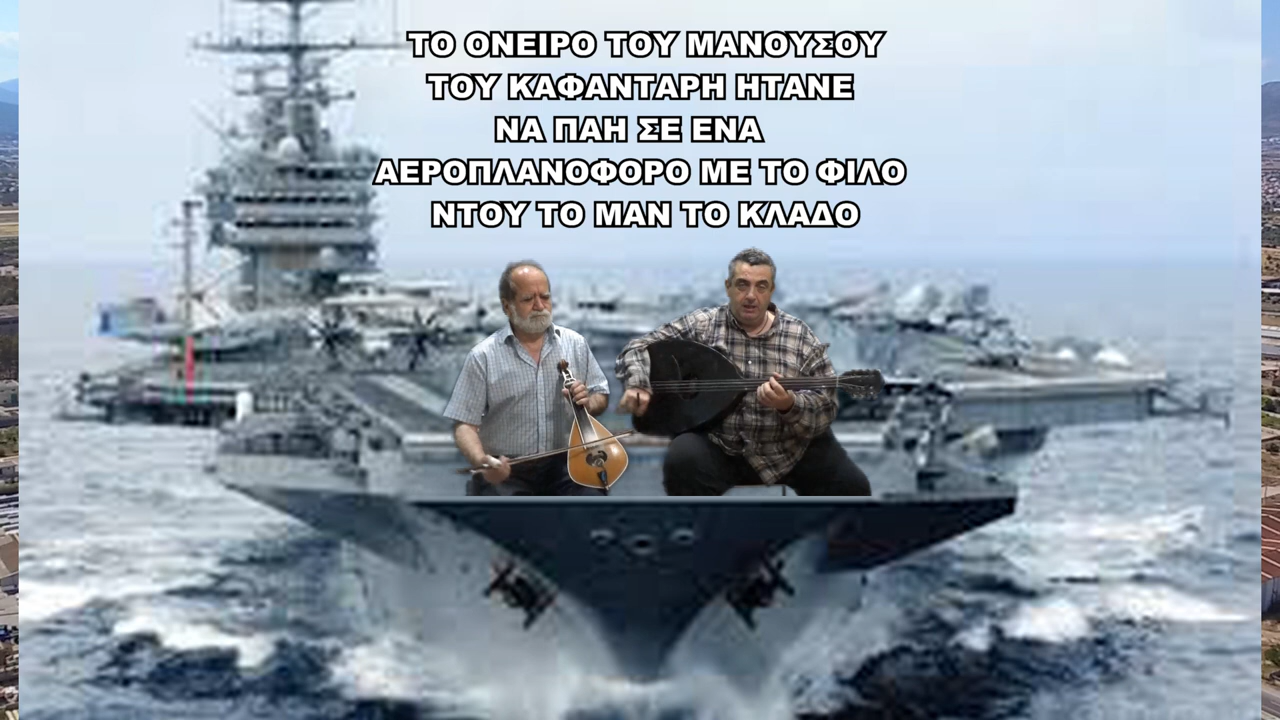 ΤΟ ΟΝΕΙΡΟ ΤΟΥ ΜΑΝΟΥΣΟΥ
ΤΟΥ ΚΑΦΑΝΤΑΡΗ ΗΤΑΝΕ
ΝΑ ΠΑΗ ΣΕ ΕΝΑ
ΑΕΡΟΠΛΑΝΟΦΟΡΟ ΜΕ ΤΟ ΦΙΛΟ
ΝΤΟΥ ΤΟ ΜΑΝ ΤΟ ΚΛΑΔΟ